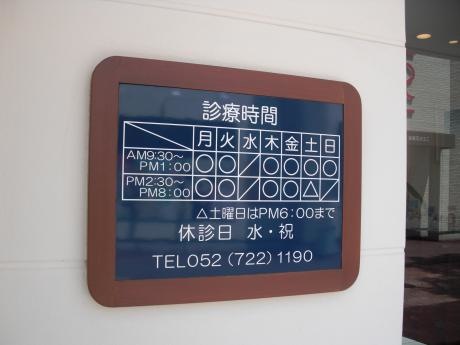 診療時間
月 火 水 木 金 土 日
AM9:30～PM1:00 ○ ○ ／ ○ ○ ○ ○
PM2:30～PM8:00 ○ ○ ／ ○ ○ △ ／
△土曜日はPM6:00まで
休診日 水・祝
TEL052(722)1190